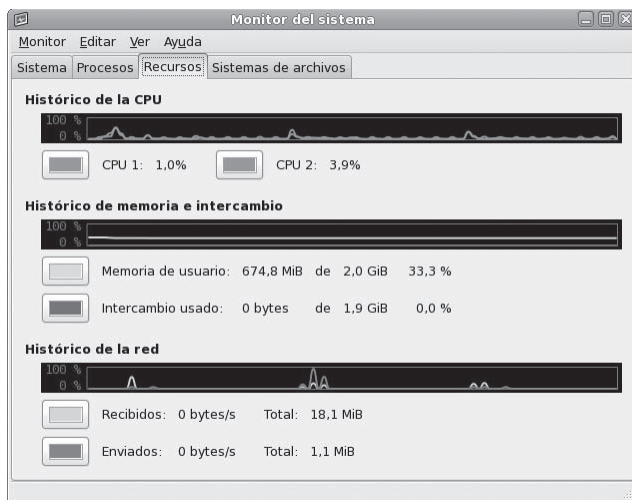 Monitor del sistema
Monitor Editar Ver Ayuda
Sistema Procesos Recursos Sistemas de archivos
Histórico de la CPU
100 %
0 %
CPU 1: 1,0% CPU 2: 3,9%
Histórico de memoria e intercambio
100 %
0 %
Memoria de usuario: 674,8 MiB de 2,0 GiB 33,3 %
Intercambio usado: 0 bytes de 1,9 GiB 0,0 %
Histórico de la red
100 %
0 %
Recibidos: 0 bytes/s Total: 18,1 MiB
Enviados: 0 bytes/s Total: 1,1 MiB